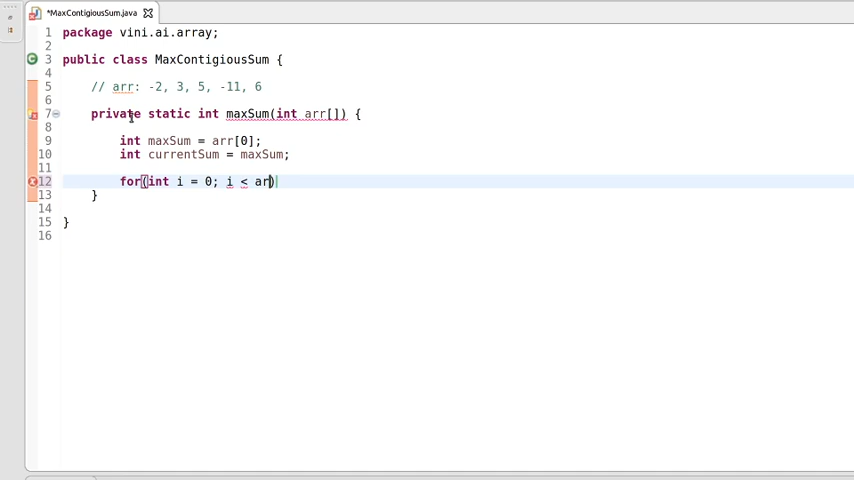 *MaxContigiousSum.java
1 package vini.ai.array;
2
3 public class MaxContigiousSum {
4
5 // arr: -2, 3, 5, -11, 6
6
7 private static int maxSum(int arr[]) {
8
9 int maxSum = arr[0];
10 int currentSum = maxSum;
11
12 for(int i = 0; i < ar)
13 }
14
15 }
16